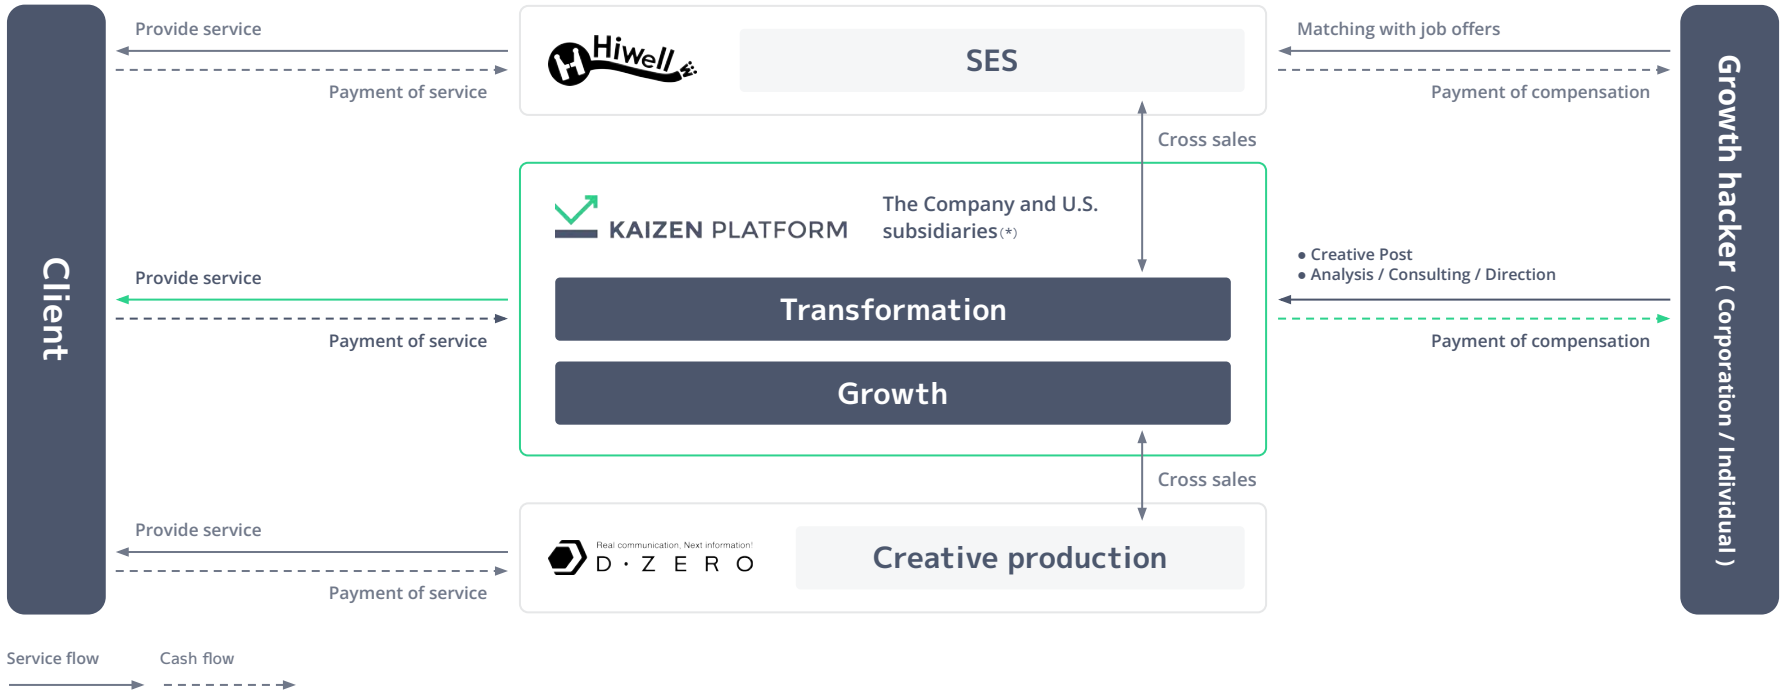 Client
Provide service
Payment of service
Hiwell
SES
Matching with job offers
Payment of compensation
Cross sales
KAIZEN PLATFORM
The Company and U.S.
subsidiaries(*)
Transformation
Growth
Provide service
Payment of service
● Creative Post
● Analysis / Consulting / Direction
Payment of compensation
Cross sales
Provide service
Payment of service
Real communication, Next information!
D・ZERO
Creative production
Growth hacker ( Corporation / Individual )
Service flow
Cash flow